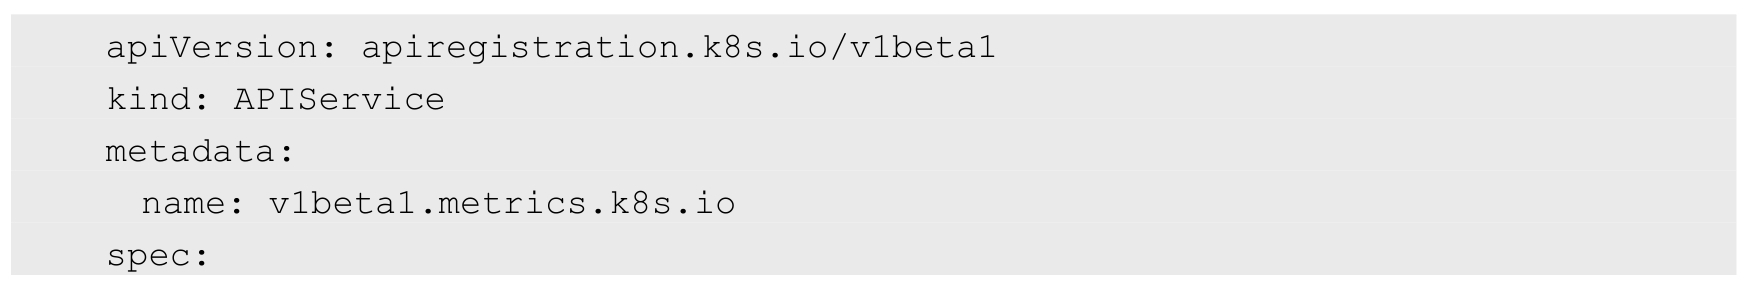 apiVersion: apiregistration.k8s.io/v1beta1
kind: APIService
metadata:
  name: v1beta1.metrics.k8s.io
spec: